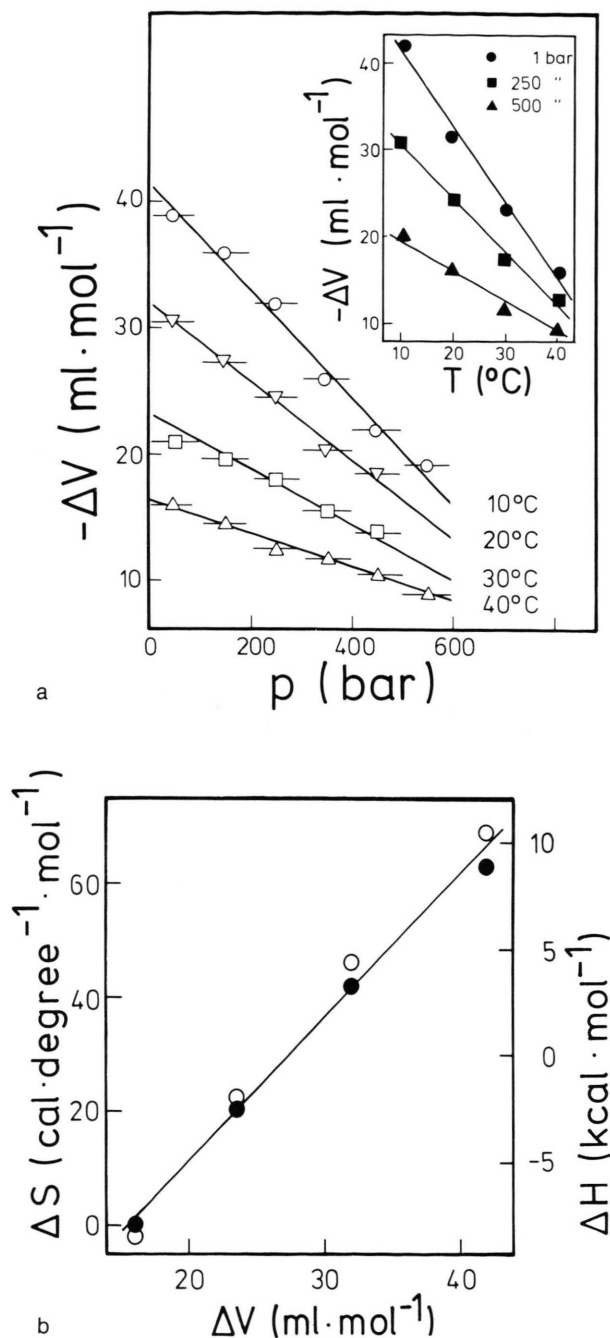 -ΔV (ml·mol⁻¹)
40
30
20
10
0
200
400
600
p (bar)
10°C
20°C
30°C
40°C
-ΔV (ml·mol⁻¹)
40
30
20
10
10
20
30
40
T (°C)
● 1 bar
■ 250 "
▲ 500 "
a
ΔS (cal·degree⁻¹·mol⁻¹)
60
40
20
0
20
30
40
ΔV (ml·mol⁻¹)
10
5
0
-5
ΔH (kcal·mol⁻¹)
b